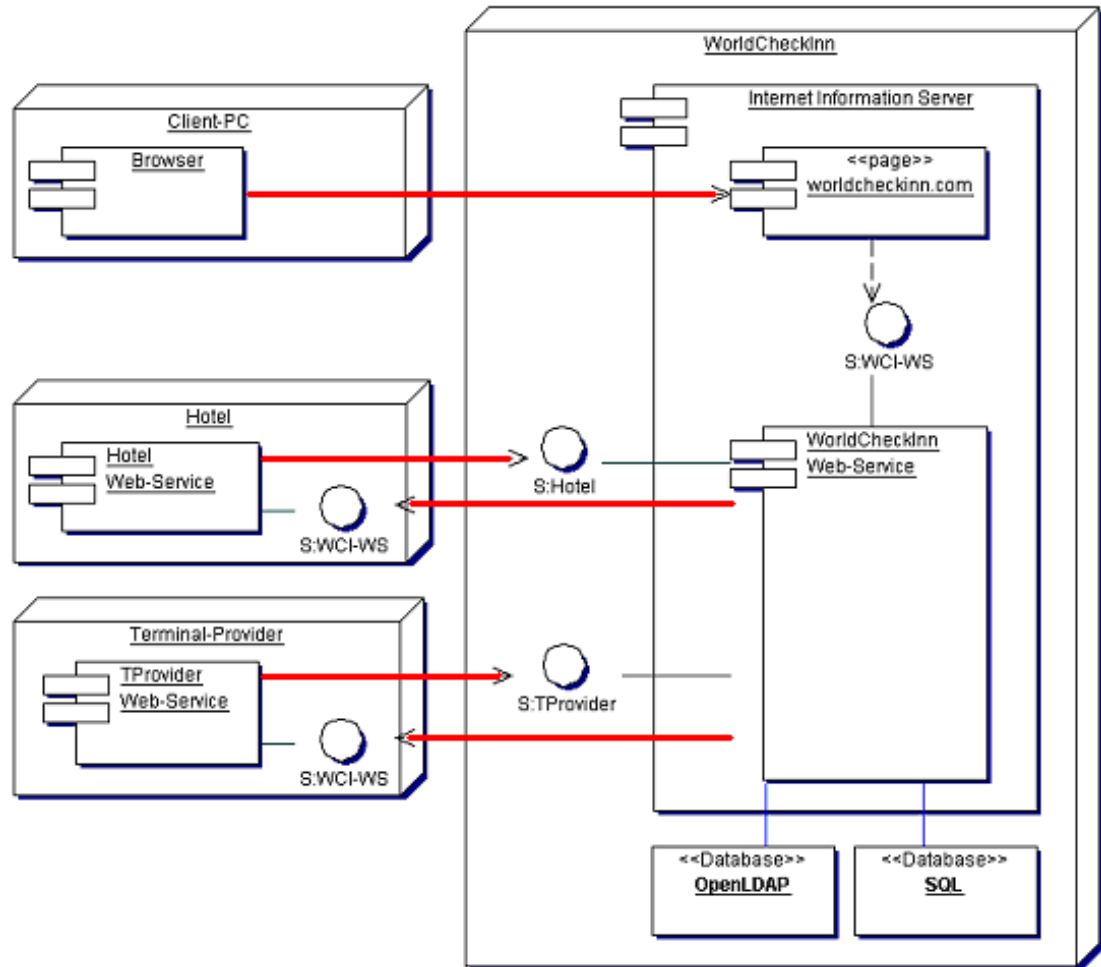 WorldCheckInn
Internet Information Server
<<page>>
worldcheckinn.com
S:WCI-WS
Client-PC
Browser
Hotel
Hotel
Web-Service
S:WCI-WS
S:Hotel
WorldCheckInn
Web-Service
Terminal-Provider
TProvider
Web-Service
S:WCI-WS
S:TProvider
<<Database>>
OpenLDAP
<<Database>>
SQL